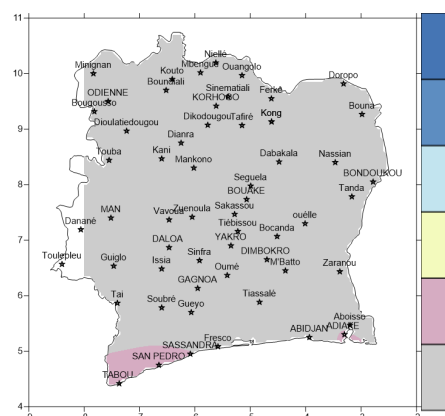 11
Niellé
Mbengué
Ouangolo
Minignan
Kouto
10
Boundiali
Sinematiali
Ferké
Doropo
ODIENNE
KORHOGO
Bougousso
Bouna
Dikodougou
Tafiré
Kong
9
Dioulatiedougou
Dianra
Touba
Kani
Mankono
Dabakala
Nassian
BONDOUKOU
8
Seguela
BOUAKE
Tanda
MAN
Vavoua
Zuenoula
Sakassou
Tiébissou
Bocanda
ouélle
Danané
7
DALOA
YAKRO
Toulepleu
Guiglo
Issia
Sinfra
DIMBOKRO
M'Batto
Zaranou
Oumé
GAGNOA
6
Tai
Soubré
Gueyo
Tiassalé
Aboisso
ADIAKE
SASSANDRA
Fresco
ABIDJAN
5
SAN PEDRO
TABOU
4